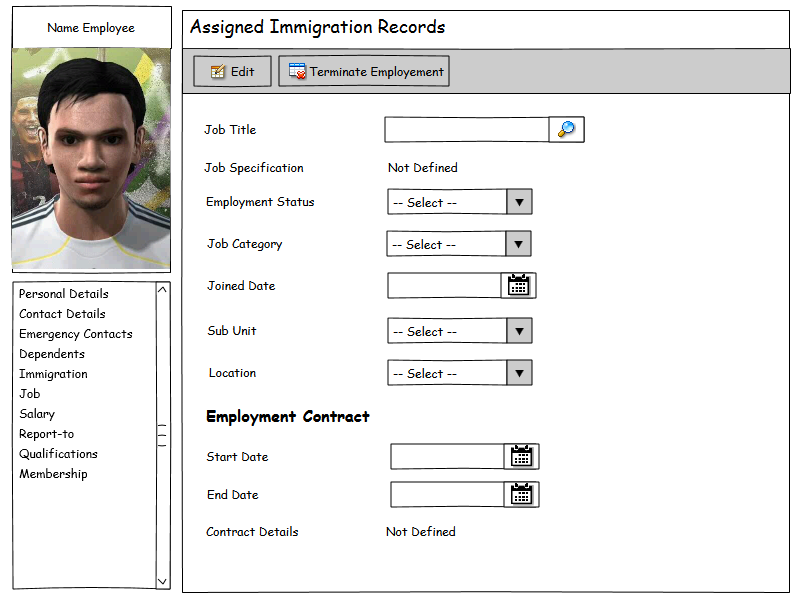 Name Employee
Assigned Immigration Records
Edit
Terminate Employement
Job Title
Job Specification Not Defined
Employment Status -- Select --
Job Category -- Select --
Joined Date
Sub Unit -- Select --
Location -- Select --
Employment Contract
Start Date
End Date
Contract Details Not Defined
Personal Details
Contact Details
Emergency Contacts
Dependents
Immigration
Job
Salary
Report-to
Qualifications
Membership